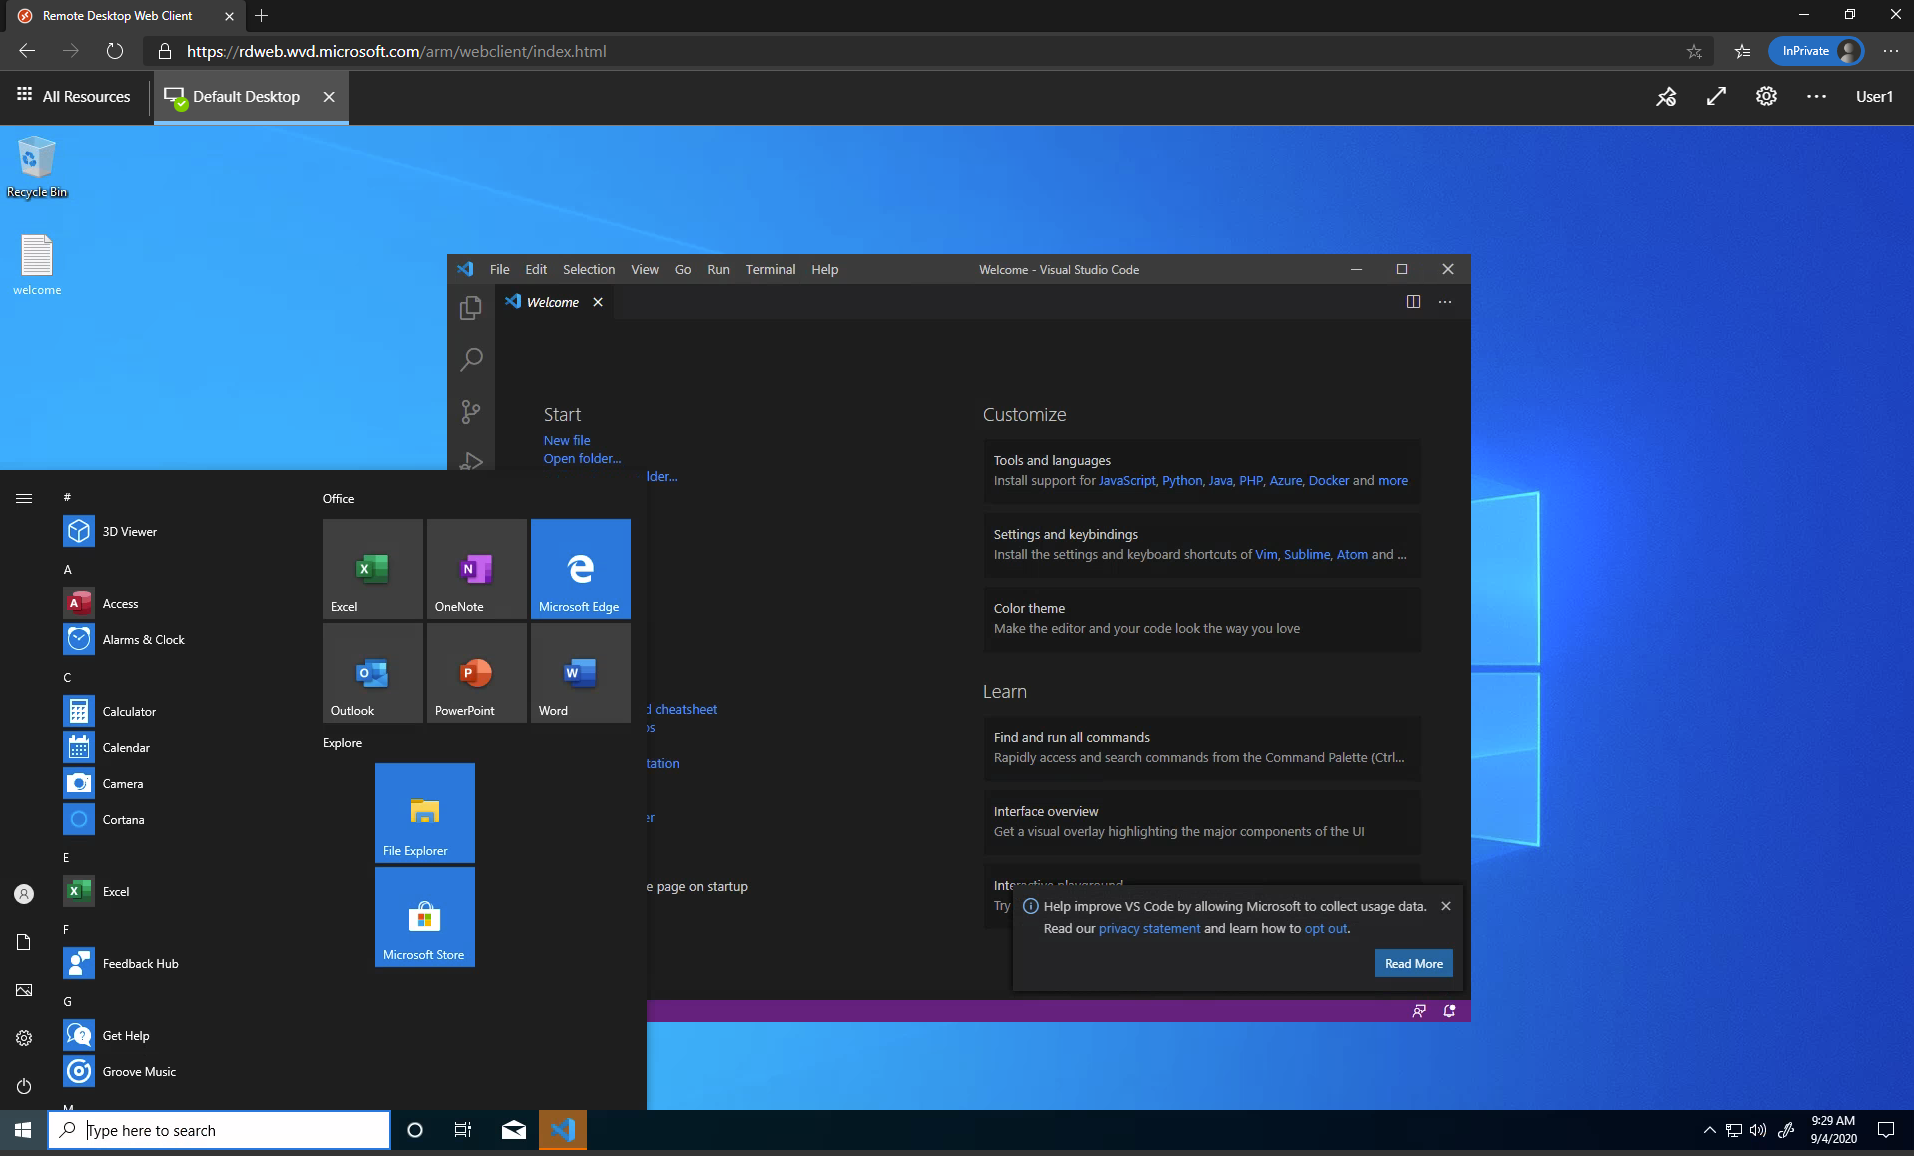 Remote Desktop Web Client
https://rdweb.wvd.microsoft.com/arm/webclient/index.html
InPrivate
All Resources
Default Desktop
User1
Recycle Bin
welcome
File Edit Selection View Go Run Terminal Help
Welcome - Visual Studio Code
Welcome
Start
New file
Open folder...
lder...
d cheatsheet
tation
er
e page on startup
Customize
Tools and languages
Install support for JavaScript, Python, Java, PHP, Azure, Docker and more
Settings and keybindings
Install the settings and keyboard shortcuts of Vim, Sublime, Atom and ...
Color theme
Make the editor and your code look the way you love
Learn
Find and run all commands
Rapidly access and search commands from the Command Palette (Ctrl...
Interface overview
Get a visual overlay highlighting the major components of the UI
Interactive playground
Try
Help improve VS Code by allowing Microsoft to collect usage data.
Read our privacy statement and learn how to opt out.
Read More
#
3D Viewer
A
Access
Alarms & Clock
C
Calculator
Calendar
Camera
Cortana
E
Excel
F
Feedback Hub
G
Get Help
Groove Music
M
Office
Excel
OneNote
Microsoft Edge
Outlook
PowerPoint
Word
Explore
File Explorer
Microsoft Store
Type here to search
9:29 AM
9/4/2020